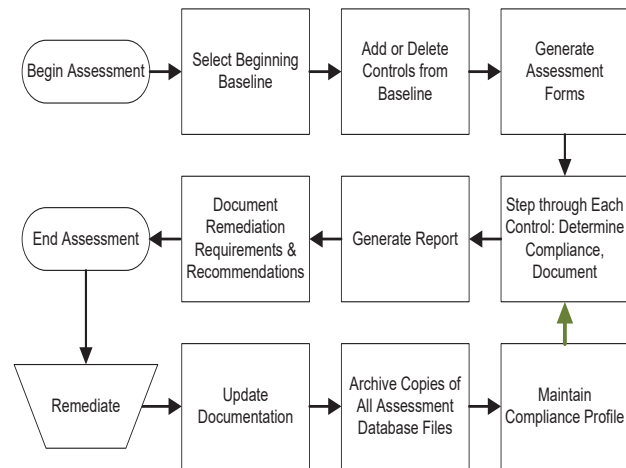 Begin Assessment
Select Beginning
Baseline
Add or Delete
Controls from
Baseline
Generate
Assessment
Forms
Step through Each
Control: Determine
Compliance,
Document
Generate Report
Document
Remediation
Requirements &
Recommendations
End Assessment
Remediate
Update
Documentation
Archive Copies of
All Assessment
Database Files
Maintain
Compliance Profile